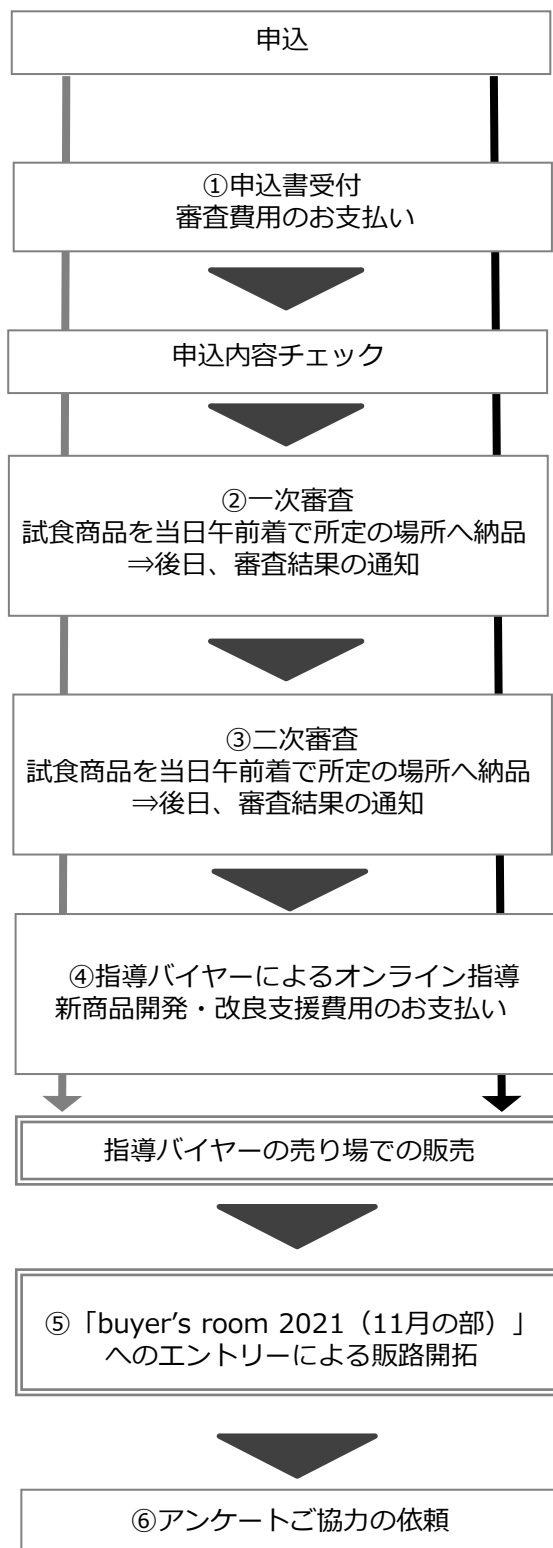 申込
①申込書受付
審査費用のお支払い
申込内容チェック
②一次審査
試食商品を当日午前着で所定の場所へ納品
⇒後日、審査結果の通知
③二次審査
試食商品を当日午前着で所定の場所へ納品
⇒後日、審査結果の通知
④指導バイヤーによるオンライン指導
新商品開発・改良支援費用のお支払い
指導バイヤーの売り場での販売
⑤「buyer’s room 2021（11月の部）」
へのエントリーによる販路開拓
⑥アンケートご協力の依頼